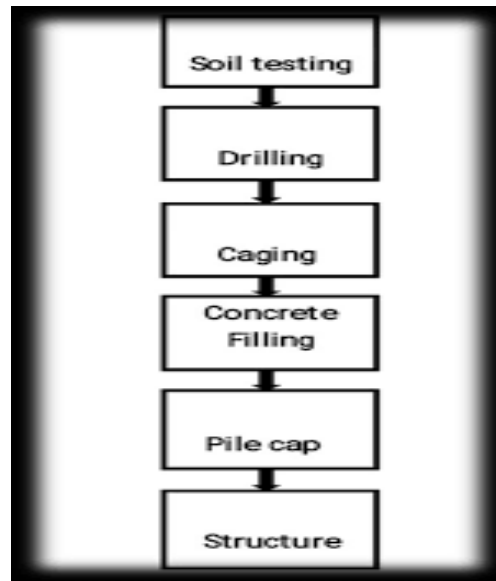 Soil testing
Drilling
Caging
Concrete
Filling
Pile cap
Structure